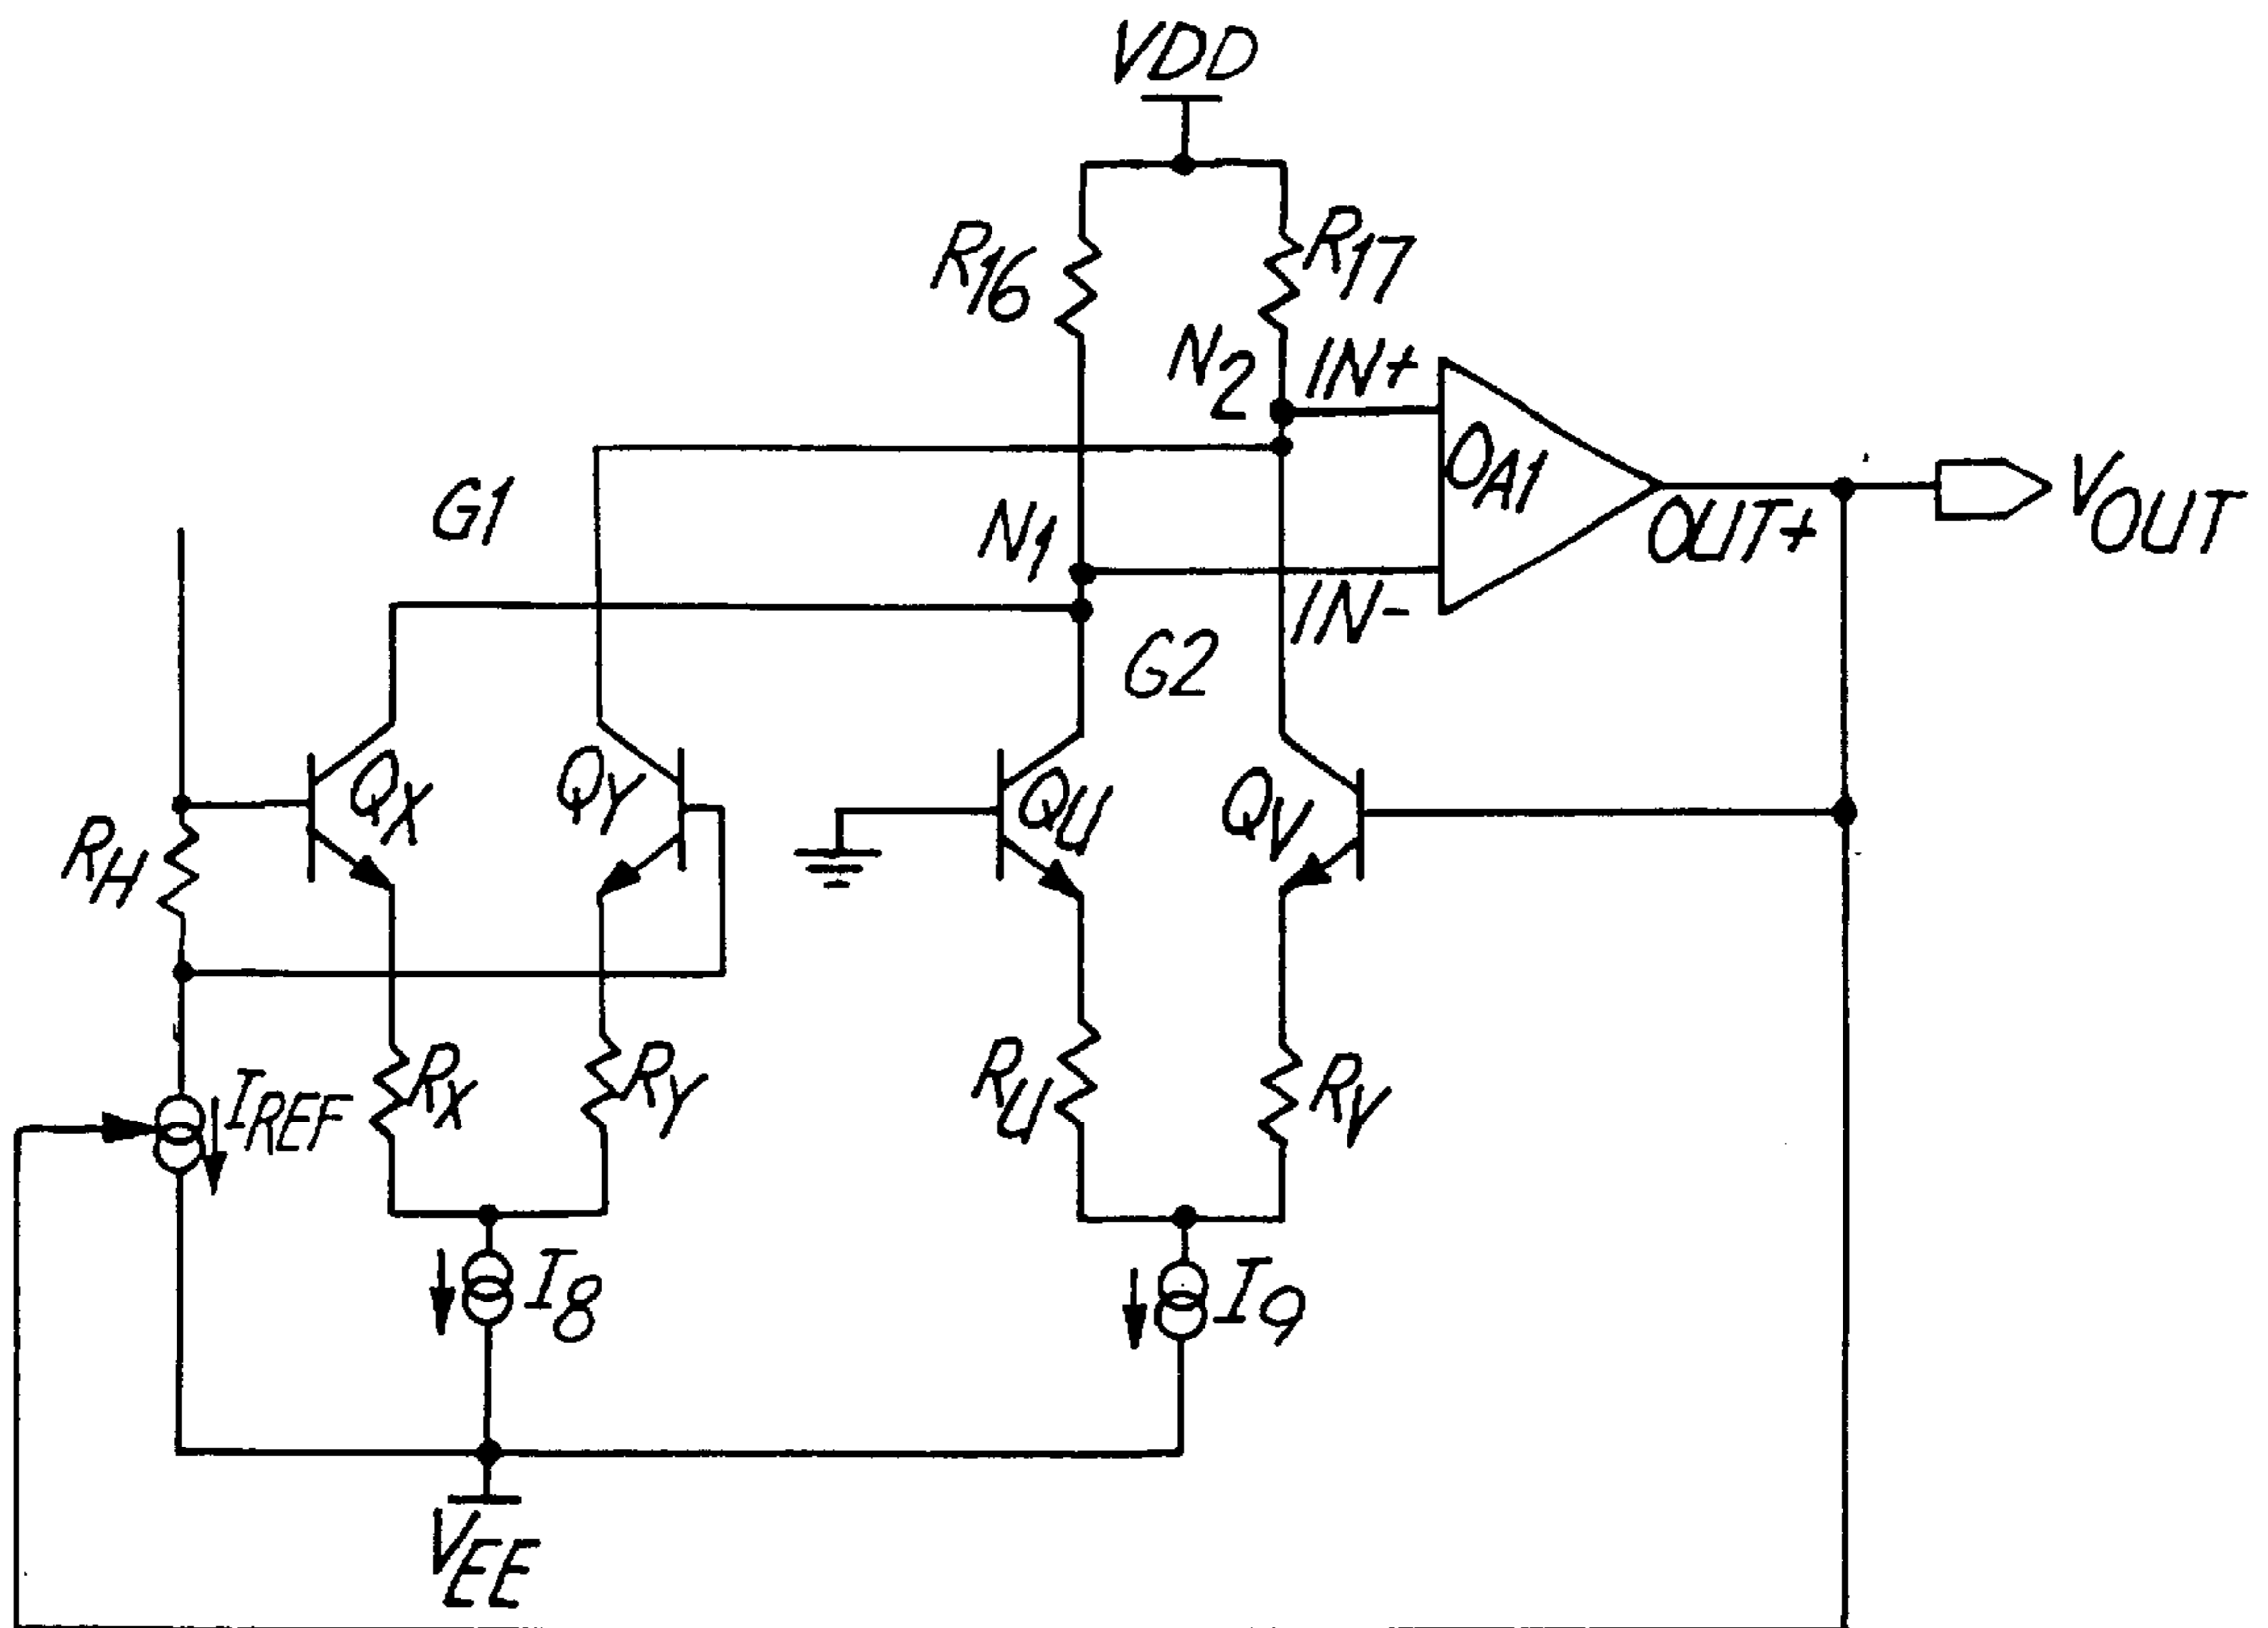 VDD
R16
R17
N2
IN+
OA1
G1
N1
OUT+
VOUT
IN-
G2
QX
QY
QU
QV
RH
IREF
RX
RY
RU
RV
I8
I9
VEE